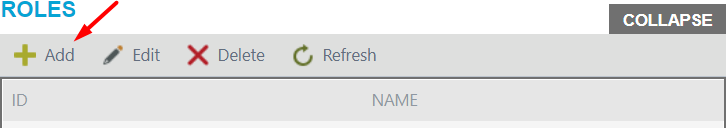 ROLES
COLLAPSE
Add Edit Delete Refresh
ID NAME